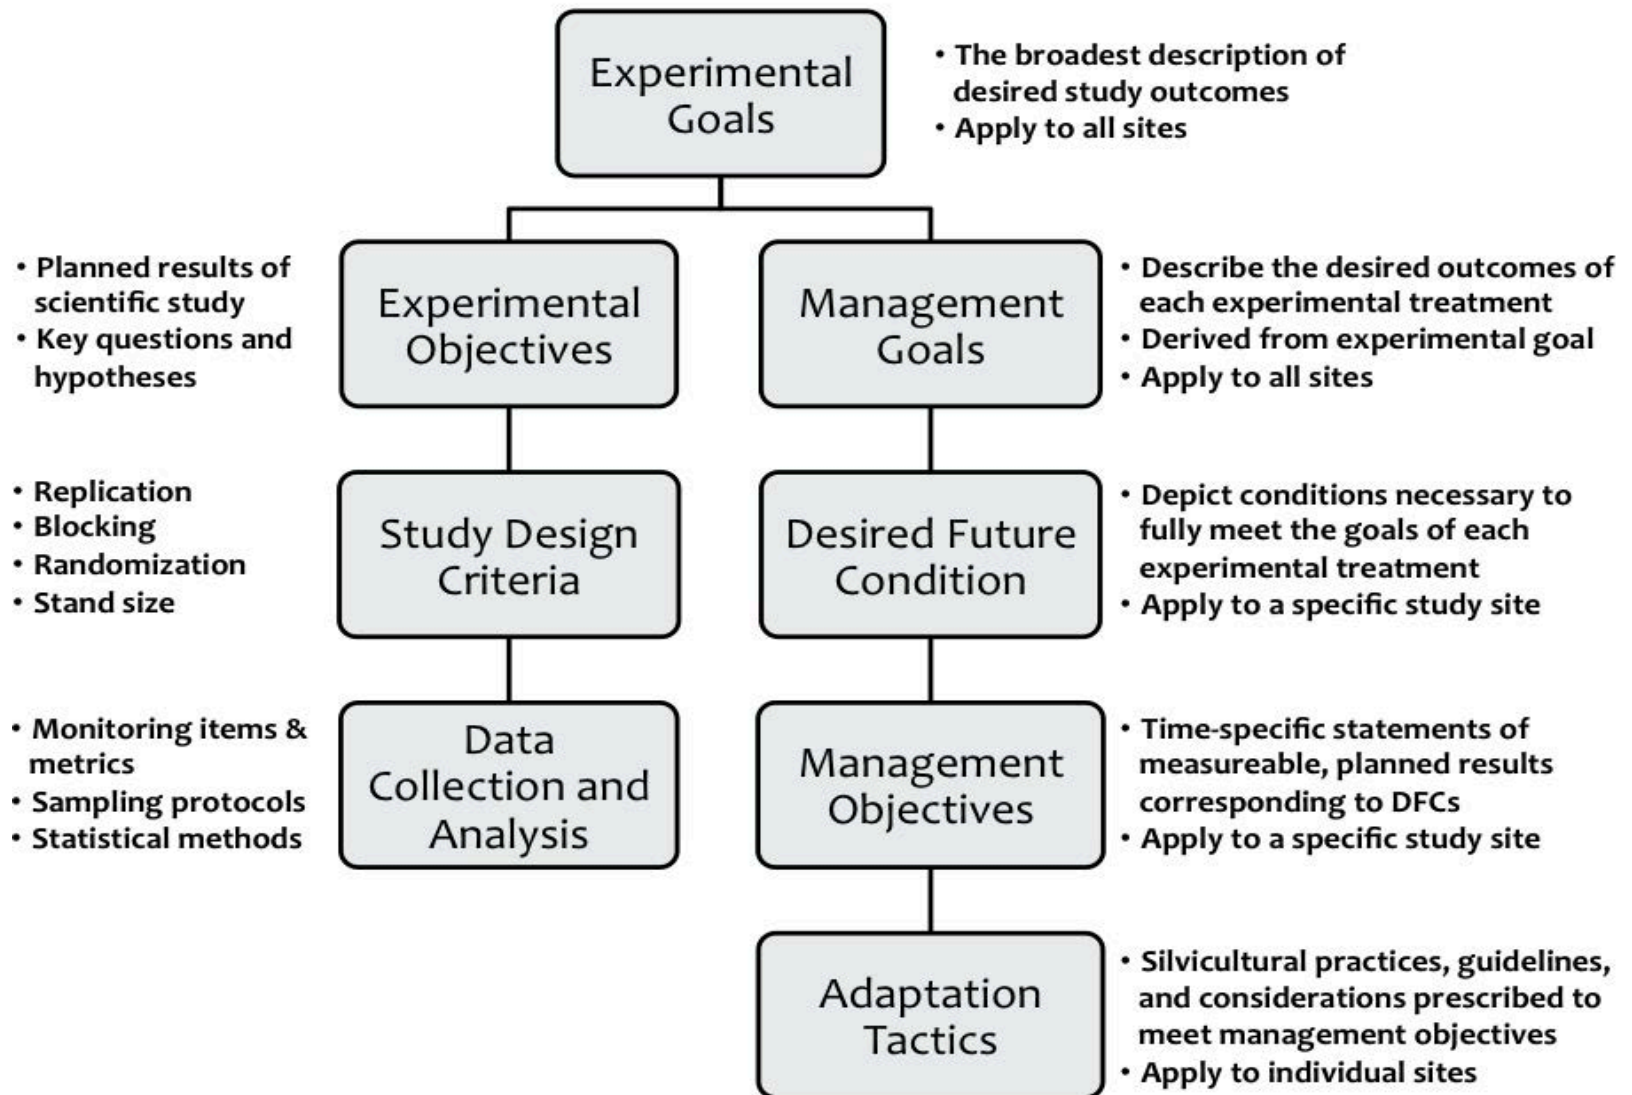 Experimental
Goals
• The broadest description of
desired study outcomes
• Apply to all sites
• Planned results of
scientific study
• Key questions and
hypotheses
Experimental
Objectives
Management
Goals
• Describe the desired outcomes of
each experimental treatment
• Derived from experimental goal
• Apply to all sites
• Replication
• Blocking
• Randomization
• Stand size
Study Design
Criteria
Desired Future
Condition
• Depict conditions necessary to
fully meet the goals of each
experimental treatment
• Apply to a specific study site
• Monitoring items &
metrics
• Sampling protocols
• Statistical methods
Data
Collection and
Analysis
Management
Objectives
• Time-specific statements of
measureable, planned results
corresponding to DFCs
• Apply to a specific study site
Adaptation
Tactics
• Silvicultural practices, guidelines,
and considerations prescribed to
meet management objectives
• Apply to individual sites